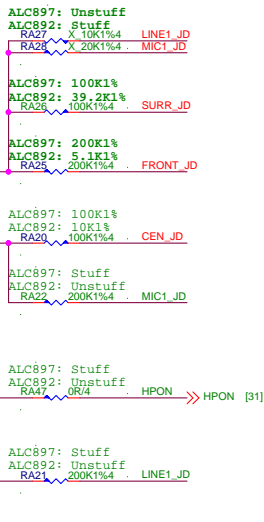 ALC897: Unstuff
ALC892: Stuff
RA27 X_10K1%4 LINE1_JD
RA28 X_20K1%4 MIC1_JD
ALC897: 100K1%
ALC892: 39.2K1%
RA26 100K1%4 SURR_JD
ALC897: 200K1%
ALC892: 5.1K1%
RA25 200K1%4 FRONT_JD
ALC897: 100K1%
ALC892: 10K1%
RA20 100K1%4 CEN_JD
ALC897: Stuff
ALC892: Unstuff
RA22 200K1%4 MIC1_JD
ALC897: Stuff
ALC892: Unstuff
RA47 0R/4 HPON HPON [31]
ALC897: Stuff
ALC892: Unstuff
RA21 200K1%4 LINE1_JD